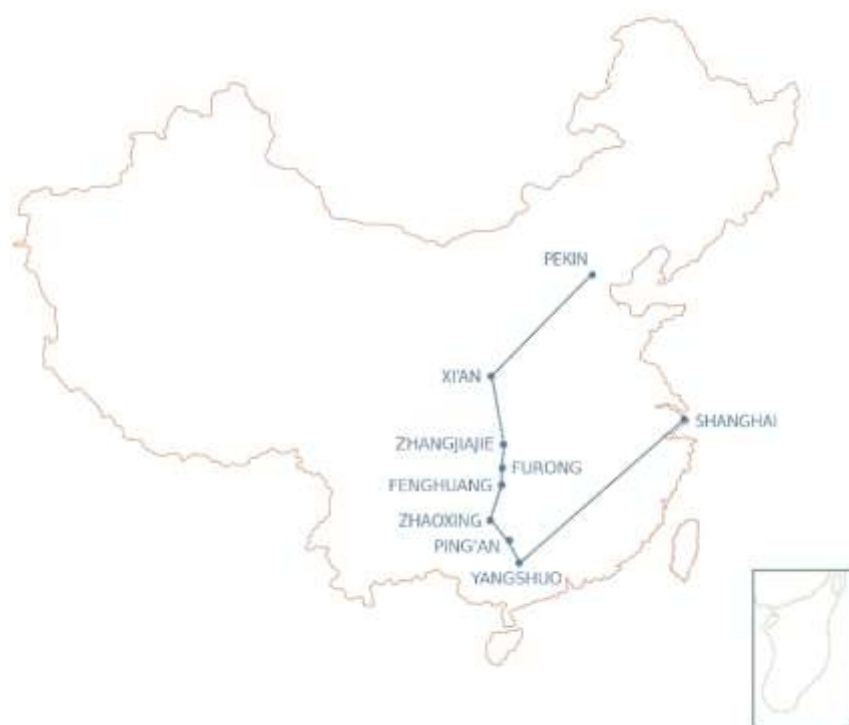 PEKIN
XI'AN
SHANGHAI
ZHANGJIAJIE
FURONG
FENGHUANG
ZHAOXING
PING'AN
YANGSHUO